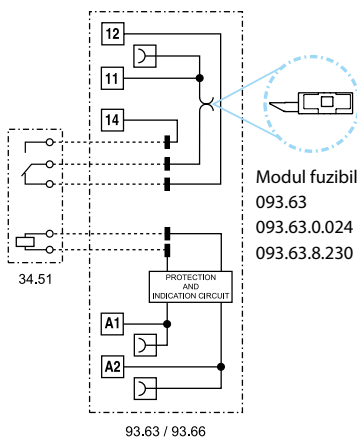 12
11
14
Modul fuzibil
093.63
093.63.0.024
093.63.8.230
34.51
PROTECTION
AND
INDICATION CIRCUIT
A1
A2
93.63 / 93.66